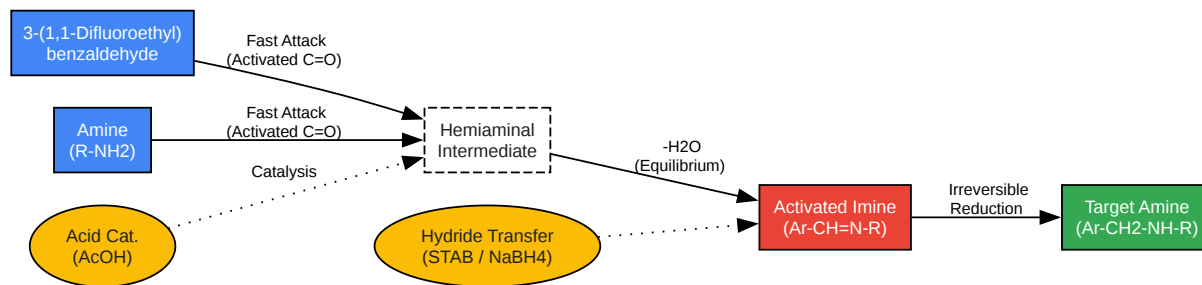 3-(1,1-Difluoroethyl)
benzaldehyde
Fast Attack
(Activated C=O)
Amine
(R-NH2)
Fast Attack
(Activated C=O)
Hemiaminal
Intermediate
Catalysis
-H2O
(Equilibrium)
Acid Cat.
(AcOH)
Hydride Transfer
(STAB / NaBH4)
Activated Imine
(Ar-CH=N-R)
Irreversible
Reduction
Target Amine
(Ar-CH2-NH-R)